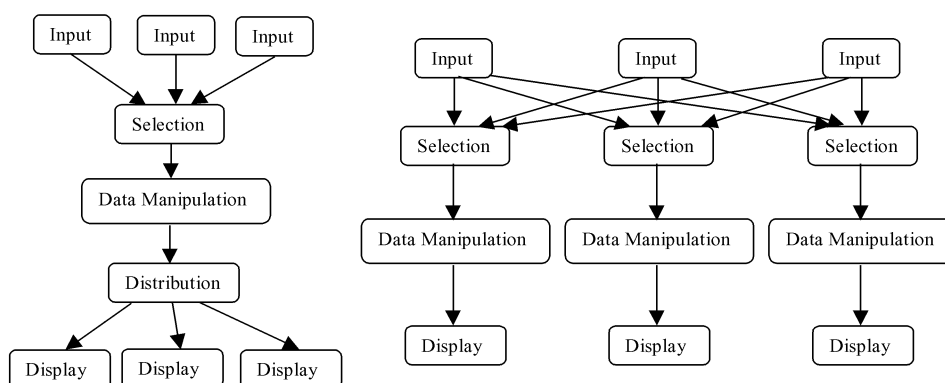 Input
Input
Input
Selection
Data Manipulation
Distribution
Display
Display
Display
Input
Input
Input
Selection
Selection
Selection
Data Manipulation
Data Manipulation
Data Manipulation
Display
Display
Display